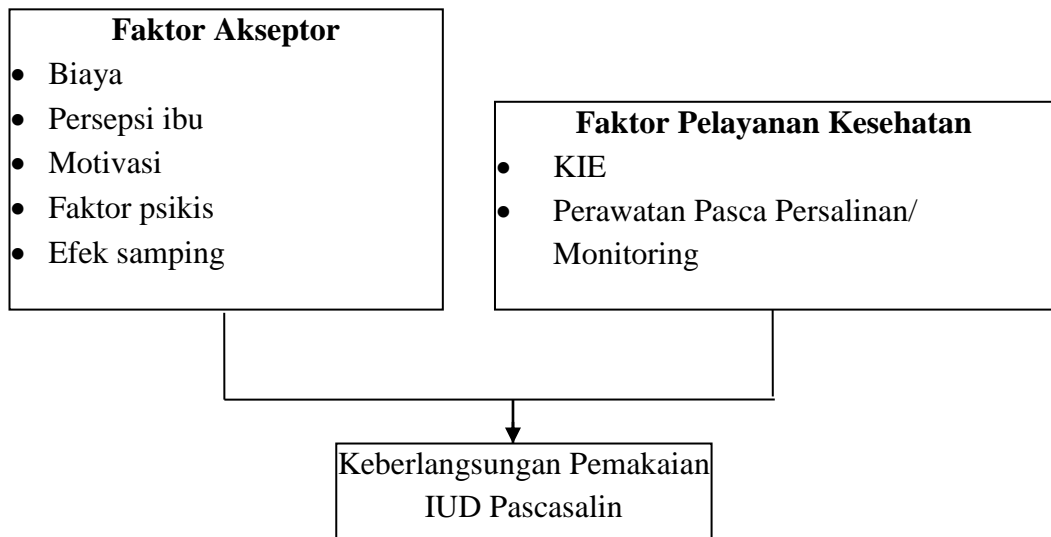 Faktor Akseptor
• Biaya
• Persepsi ibu
• Motivasi
• Faktor psikis
• Efek samping
Faktor Pelayanan Kesehatan
• KIE
• Perawatan Pasca Persalinan/
Monitoring
Keberlangsungan Pemakaian
IUD Pascasalin